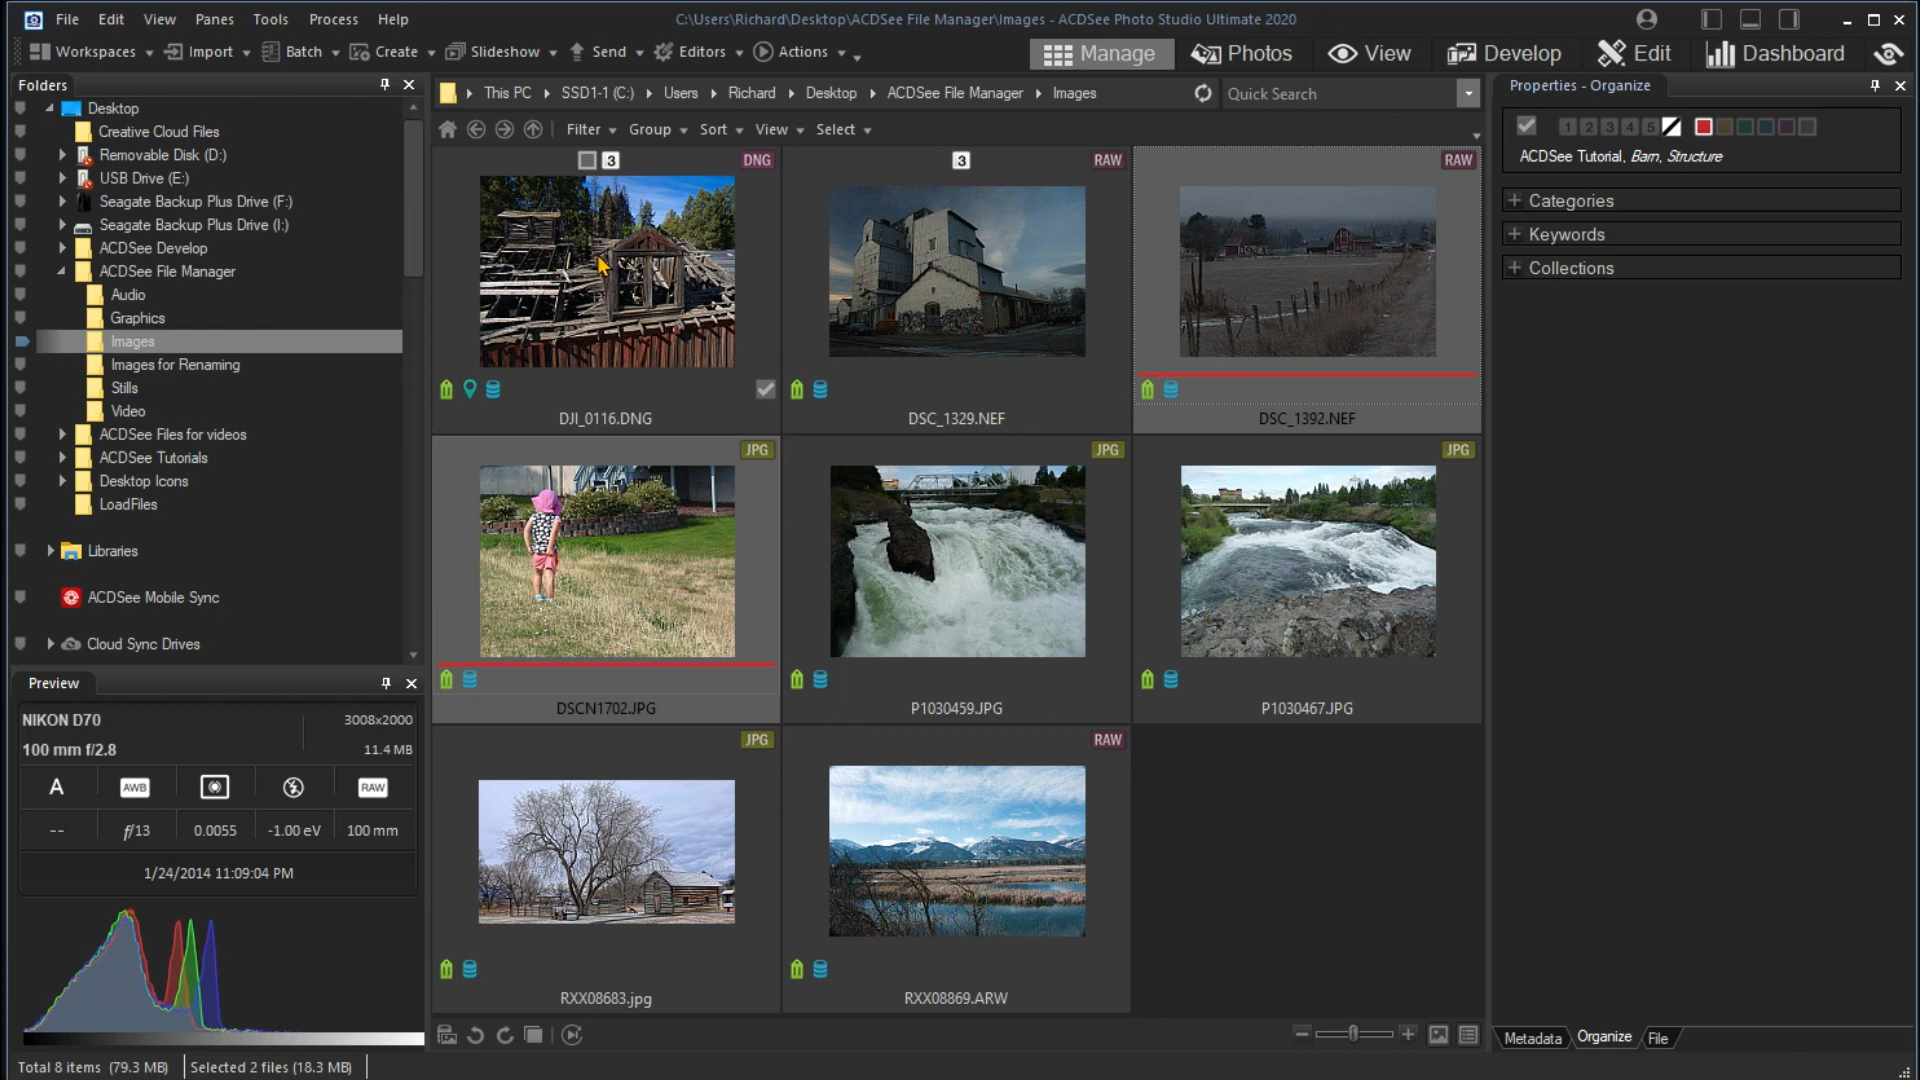 File Edit View Panes Tools Process Help
C:\Users\Richard\Desktop\ACDSee File Manager\Images - ACDSee Photo Studio Ultimate 2020
Workspaces Import Batch Create Slideshow Send Editors Actions
Manage Photos View Develop Edit Dashboard
Folders
Desktop
Creative Cloud Files
Removable Disk (D:)
USB Drive (E:)
Seagate Backup Plus Drive (F:)
Seagate Backup Plus Drive (I:)
ACDSee Develop
ACDSee File Manager
Audio
Graphics
Images
Images for Renaming
Stills
Video
ACDSee Files for videos
ACDSee Tutorials
Desktop Icons
LoadFiles
Libraries
ACDSee Mobile Sync
Cloud Sync Drives
Preview
NIKON D70 3008x2000
100 mm f/2.8 11.4 MB
A AWB RAW
-- f/13 0.0055 -1.00 eV 100 mm
1/24/2014 11:09:04 PM
Total 8 items (79.3 MB) Selected 2 files (18.3 MB)
This PC SSD1-1 (C:) Users Richard Desktop ACDSee File Manager Images
Quick Search
Filter Group Sort View Select
3 DNG
DJI_0116.DNG
3 RAW
DSC_1329.NEF
RAW
DSC_1392.NEF
JPG
DSCN1702.JPG
JPG
P1030459.JPG
JPG
P1030467.JPG
JPG
RXX08683.jpg
RAW
RXX08869.ARW
Properties - Organize
1 2 3 4 5
ACDSee Tutorial, Barn, Structure
Categories
Keywords
Collections
Metadata Organize File